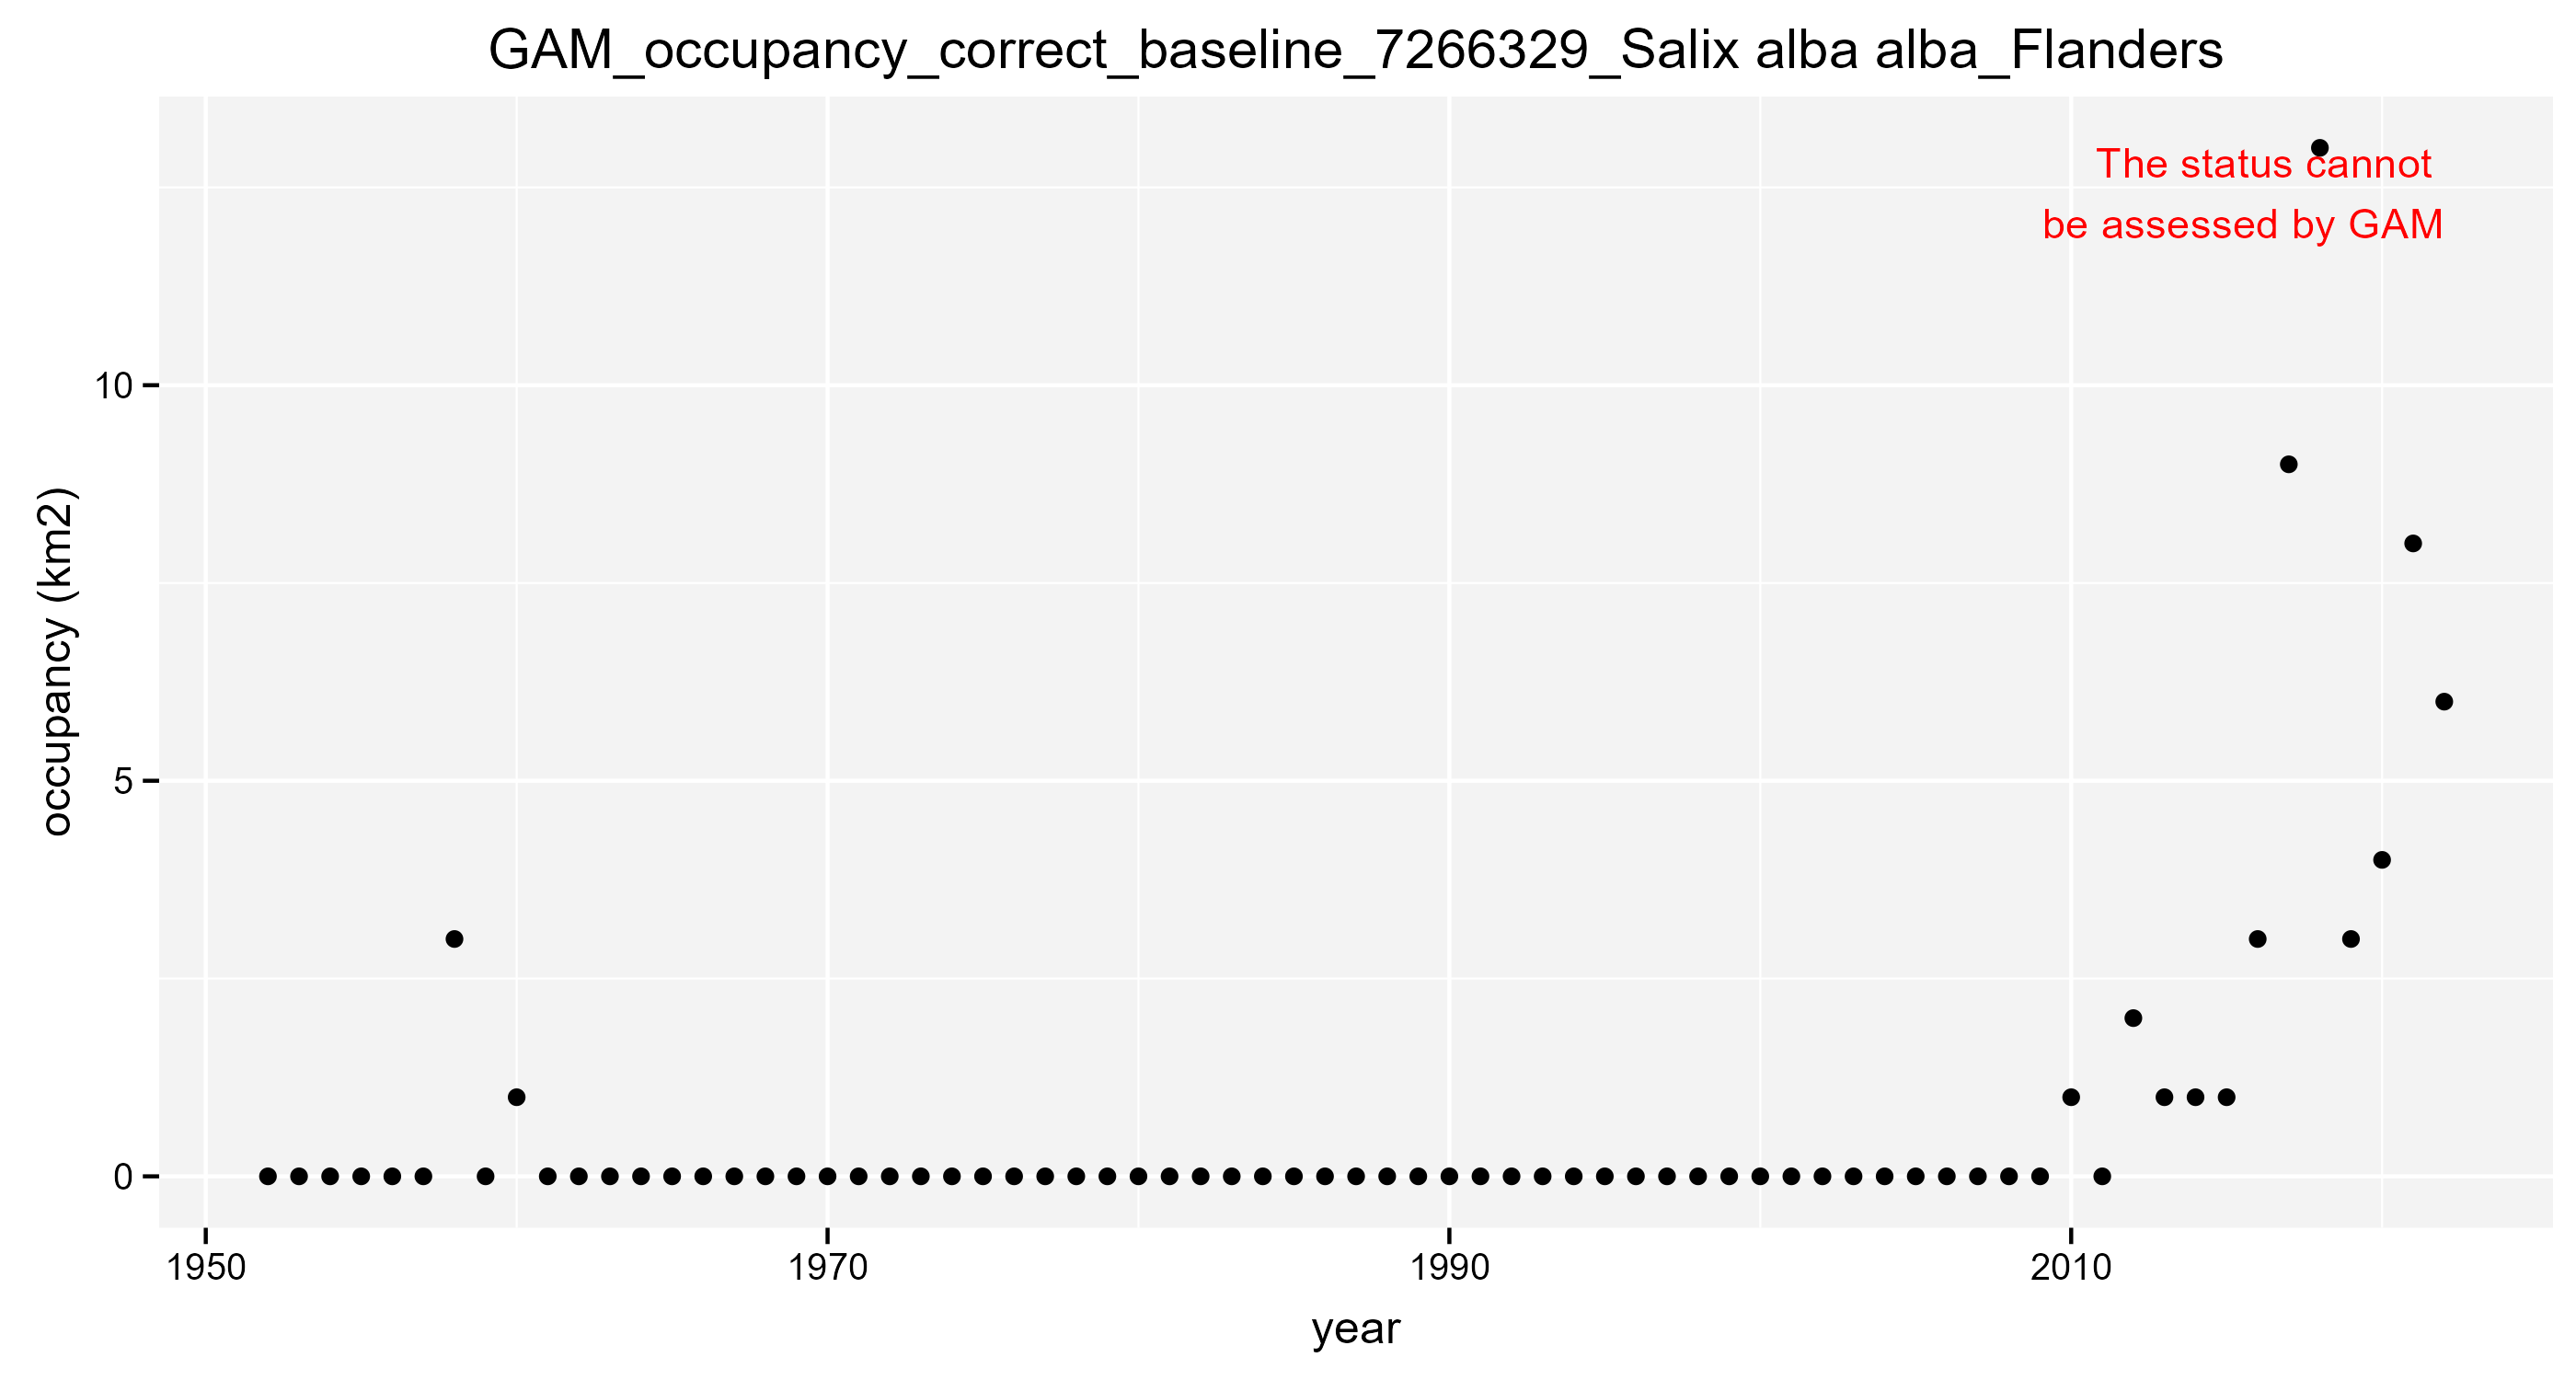 GAM_occupancy_correct_baseline_7266329_Salix alba alba_Flanders
The status cannot
be assessed by GAM
10
5
0
occupancy (km2)
1950 1970 1990 2010
year